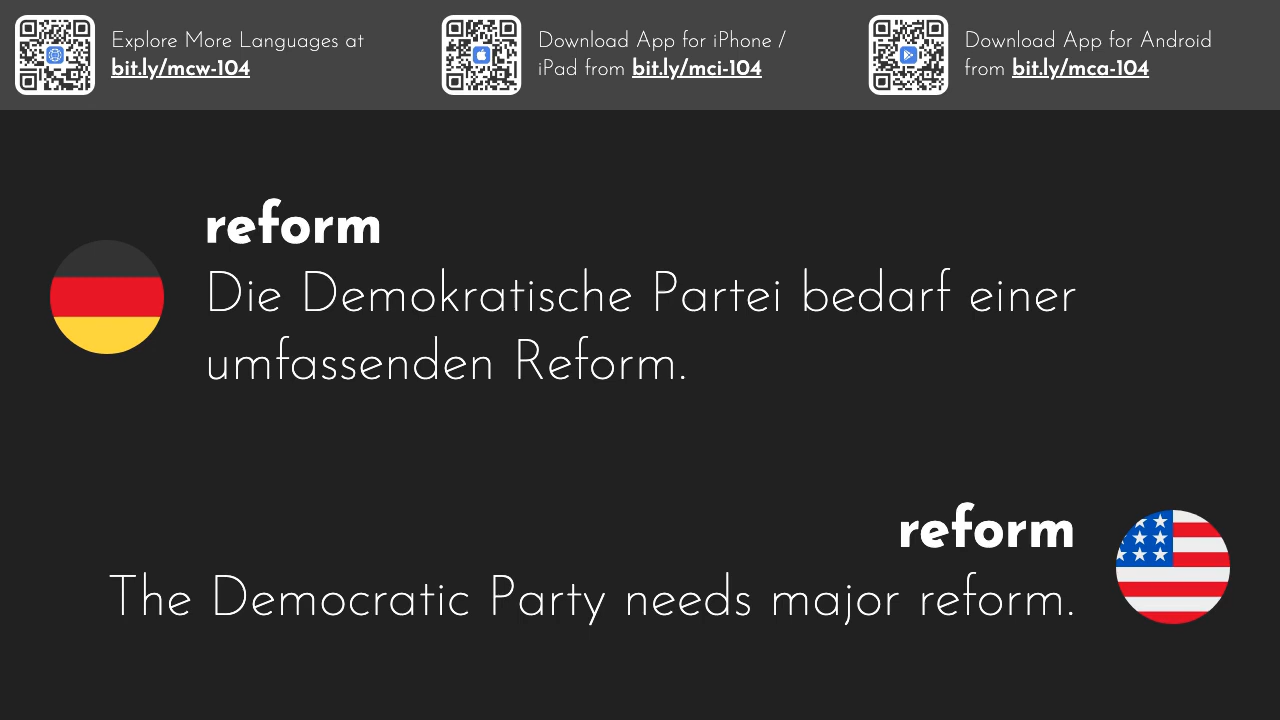 Explore More Languages at
bit.ly/mcw-104
Download App for iPhone /
iPad from bit.ly/mci-104
Download App for Android
from bit.ly/mca-104
reform
Die Demokratische Partei bedarf einer
umfassenden Reform.
reform
The Democratic Party needs major reform.